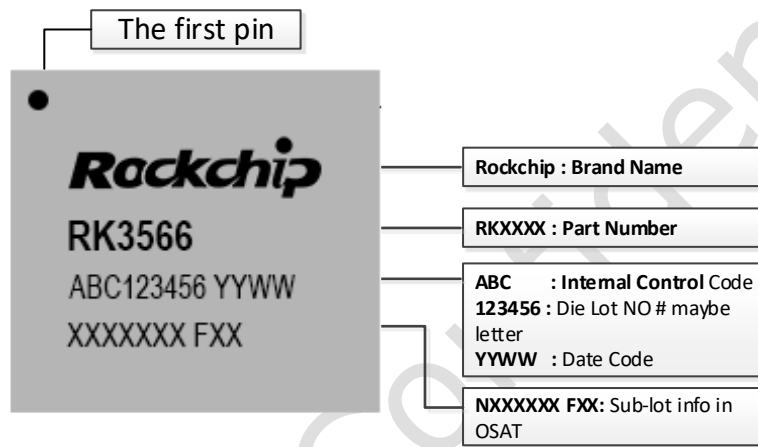 The first pin
Rockchip
RK3566
ABC123456 YYWW
XXXXXXX FXX
Rockchip : Brand Name
RKXXXX : Part Number
ABC : Internal Control Code
123456 : Die Lot NO # maybe
letter
YYWW : Date Code
NXXXXXX FXX: Sub-lot info in
OSAT